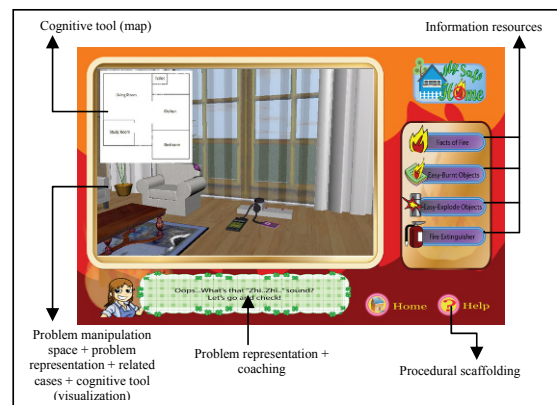 Cognitive tool (map)
Information resources
My Safe
Home
Toilet
Living Room
Kitchen
Study Room
Bedroom
Facts of Fire
Easy-Burnt Objects
Easy-Explode Objects
Fire Extinguisher
Oops...What's that "Zhi..Zhi..." sound?
Let's go and check!
Home
Help
Problem manipulation
space + problem
representation + related
cases + cognitive tool
(visualization)
Problem representation +
coaching
Procedural scaffolding